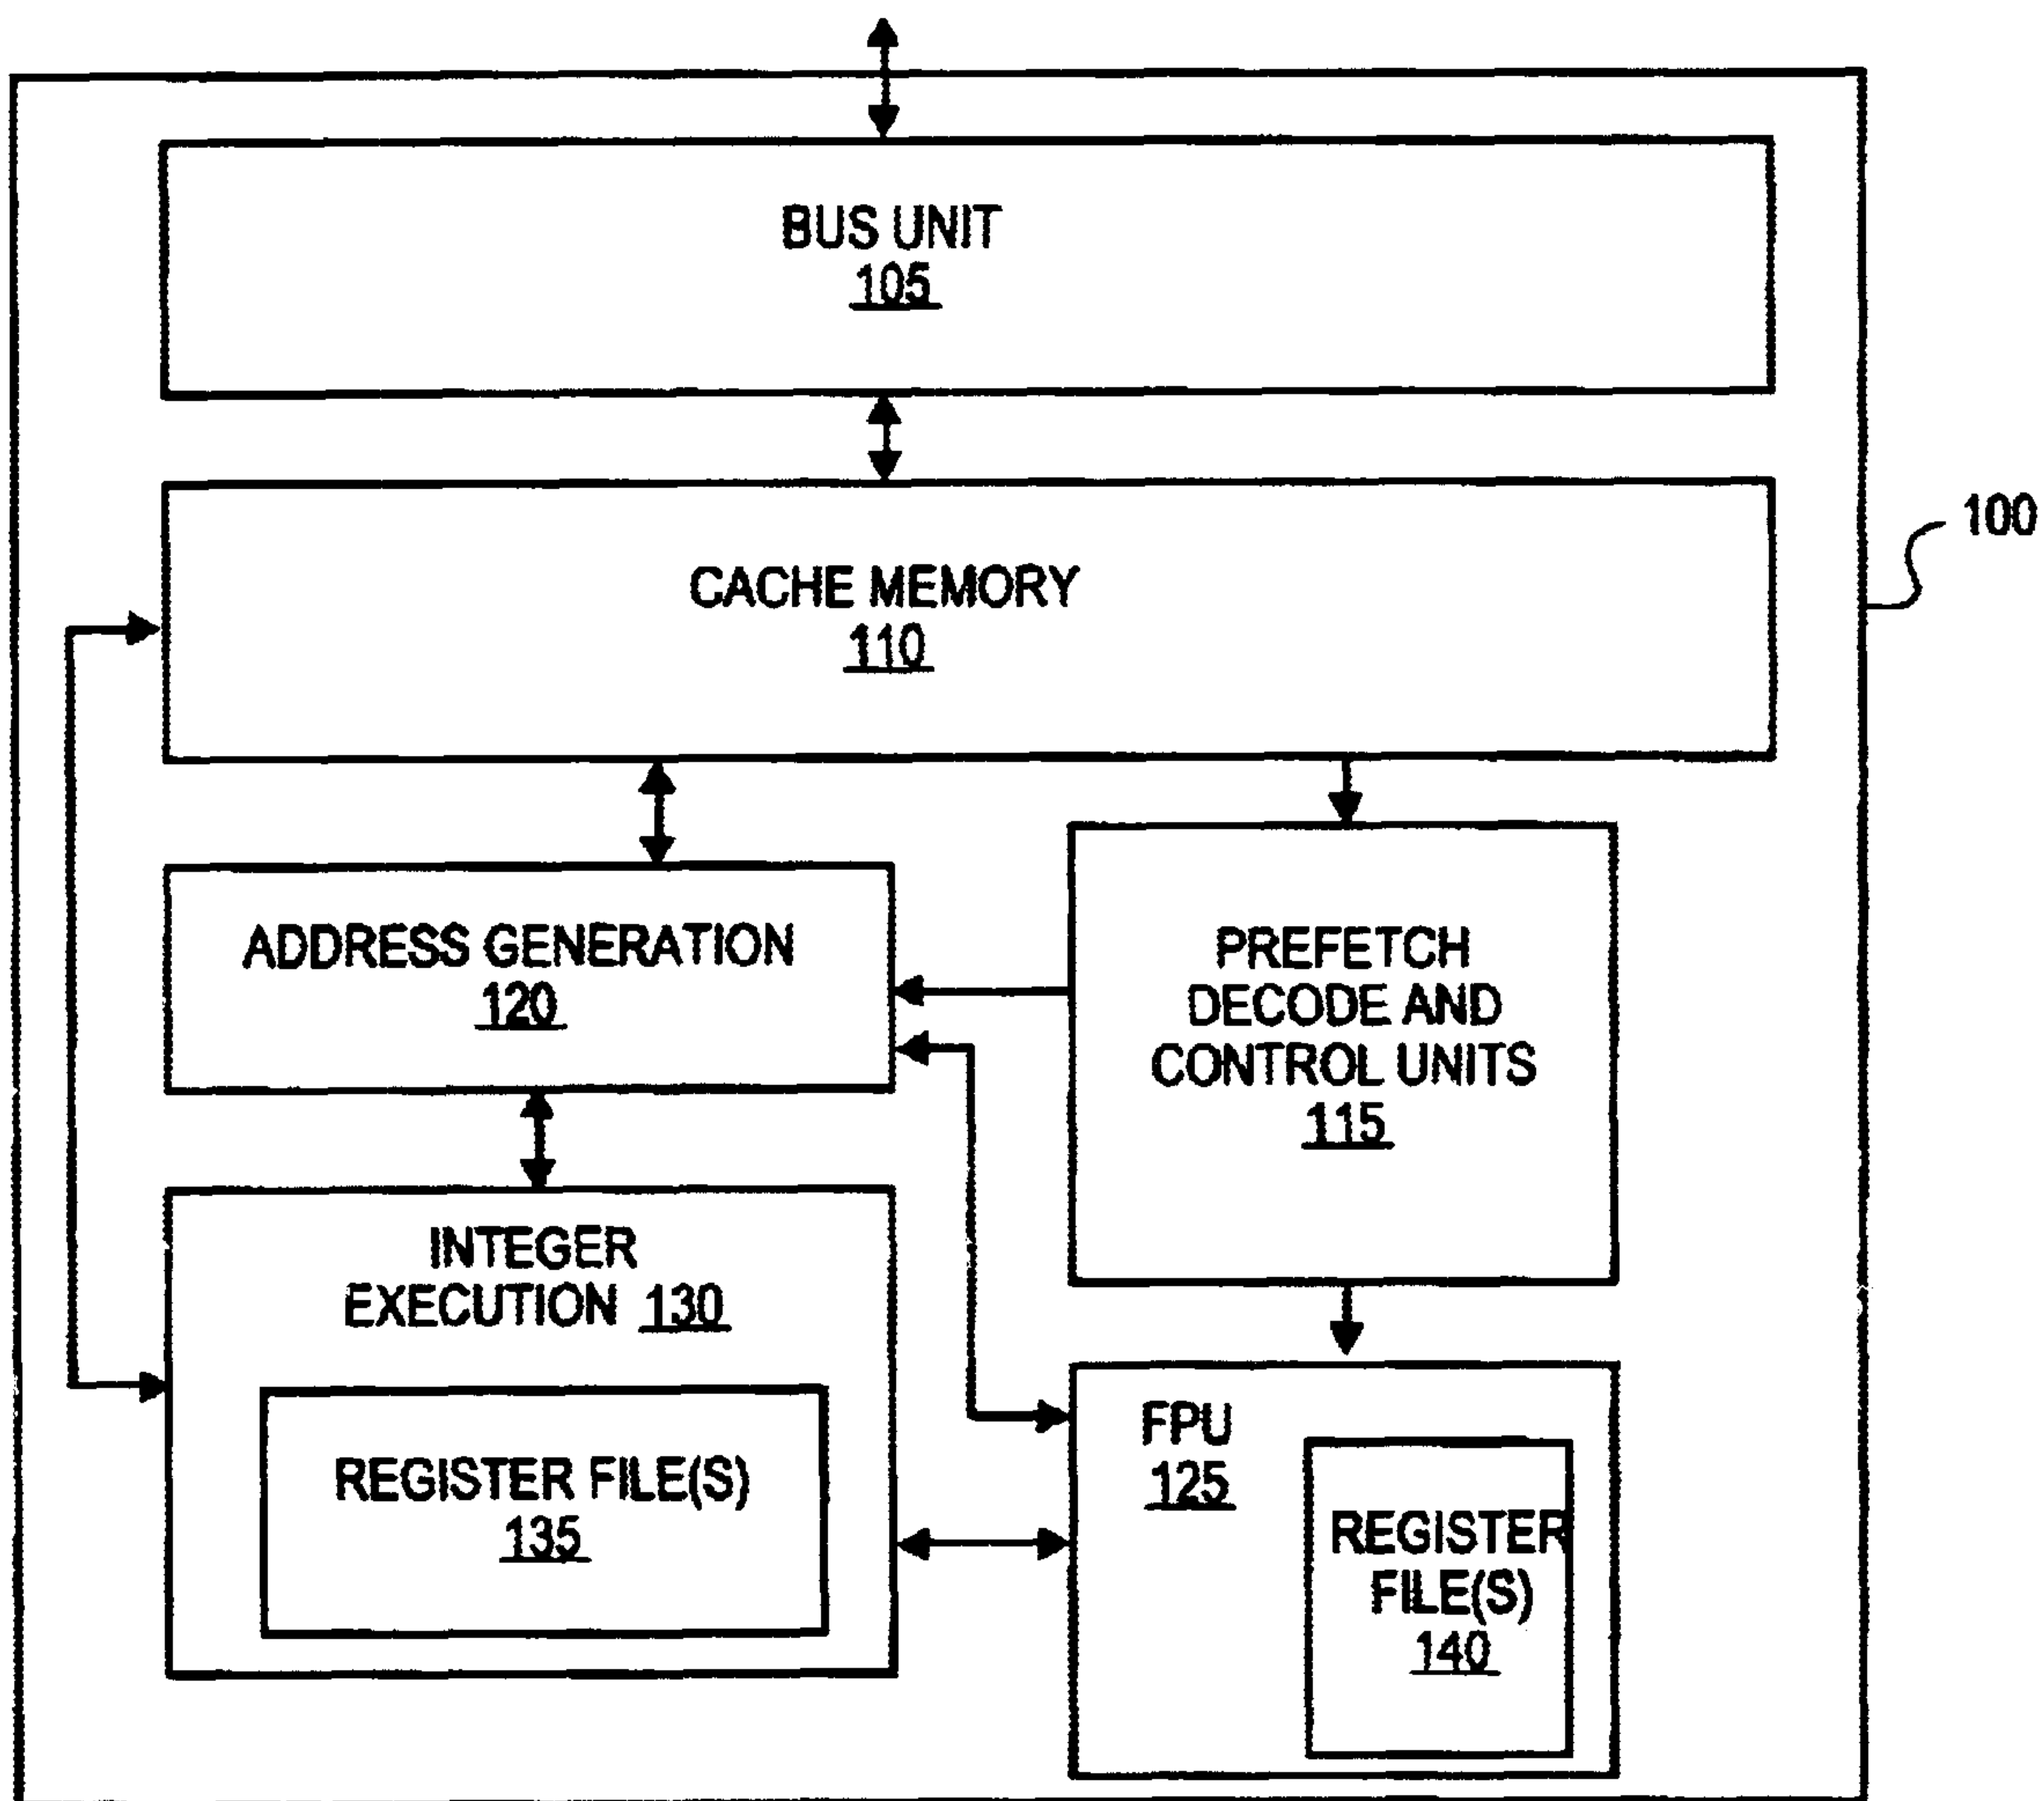 BUS UNIT
105
100
CACHE MEMORY
110
ADDRESS GENERATION
120
PREFETCH
DECODE AND
CONTROL UNITS
115
INTEGER
EXECUTION 130
REGISTER FILE(S)
135
FPU
125
REGISTER
FILE(S)
140